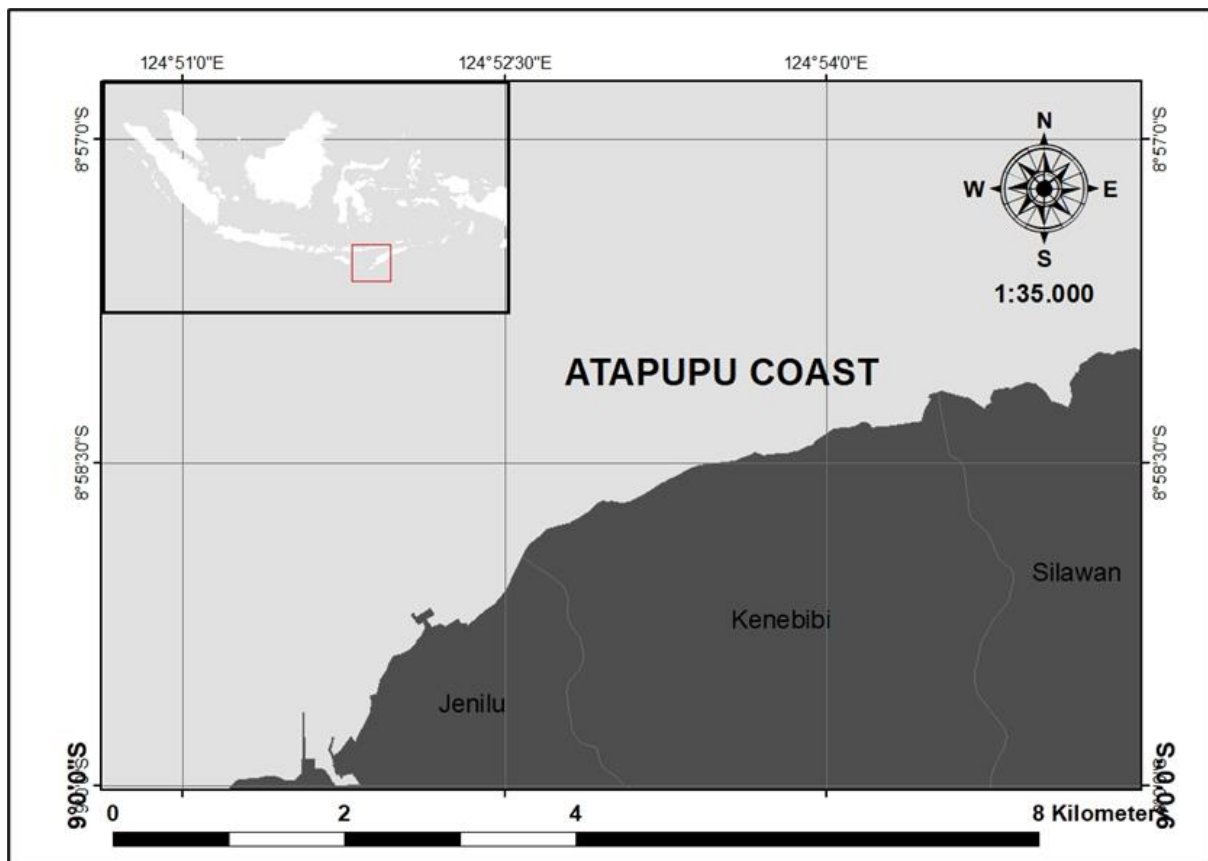 124°51'0"E 124°52'30"E 124°54'0"E
8°57'0"S 8°57'0"S
N
W E
S
1:35.000
ATAPUPU COAST
8°58'30"S 8°58'30"S
Silawan
Kenebibi
Jenilu
9°0'0"S 9°0'0"S
0 2 4 8 Kilometer